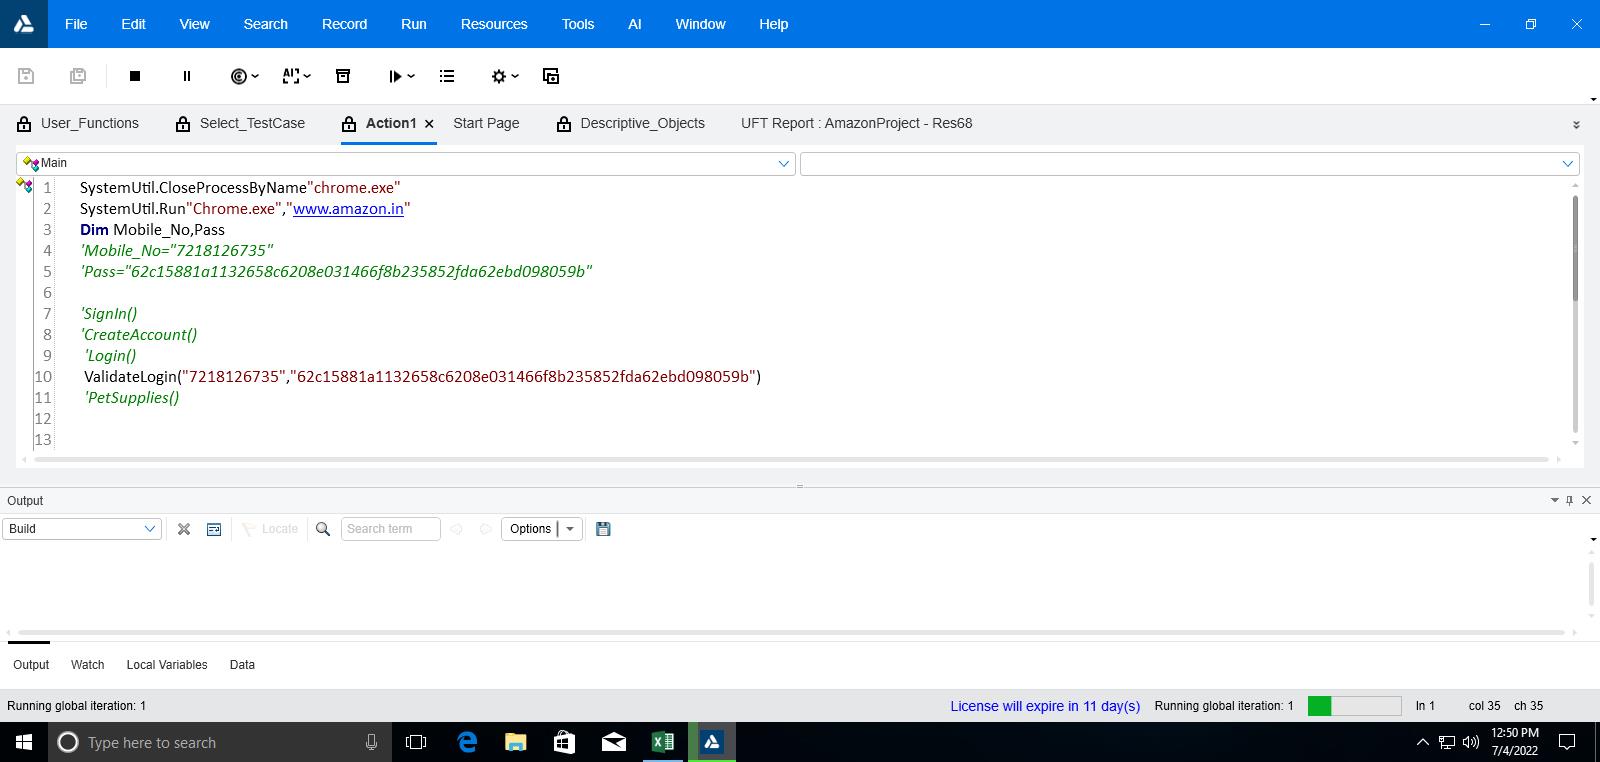 File Edit View Search Record Run Resources Tools AI Window Help
User_Functions Select_TestCase Action1 Start Page Descriptive_Objects UFT Report : AmazonProject - Res68
Main
1 SystemUtil.CloseProcessByName"chrome.exe"
2 SystemUtil.Run"Chrome.exe","www.amazon.in"
3 Dim Mobile_No,Pass
4 'Mobile_No="7218126735"
5 'Pass="62c15881a1132658c6208e031466f8b235852fda62ebd098059b"
6
7 'SignIn()
8 'CreateAccount()
9 'Login()
10 ValidateLogin("7218126735","62c15881a1132658c6208e031466f8b235852fda62ebd098059b")
11 'PetSupplies()
12
13
Output
Build Locate Search term Options
Output Watch Local Variables Data
Running global iteration: 1 License will expire in 11 day(s) Running global iteration: 1 ln 1 col 35 ch 35
Type here to search 12:50 PM
7/4/2022